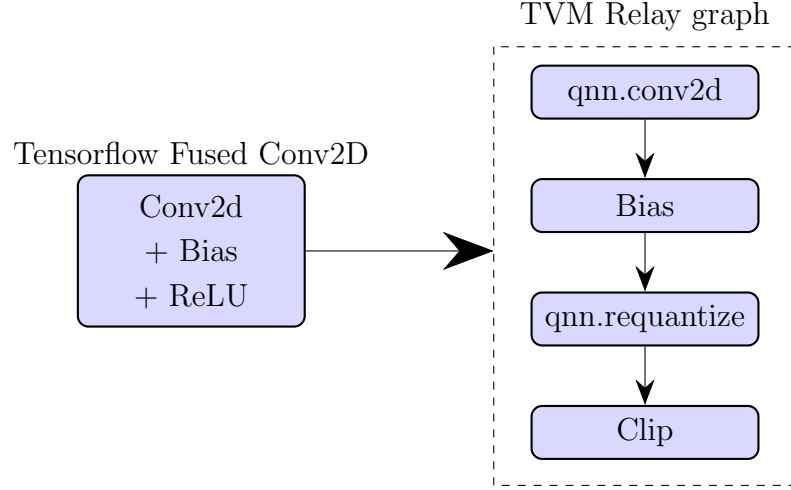 TVM Relay graph
qnn.conv2d
Tensorflow Fused Conv2D
Conv2d
+ Bias
+ ReLU
Bias
qnn.requantize
Clip